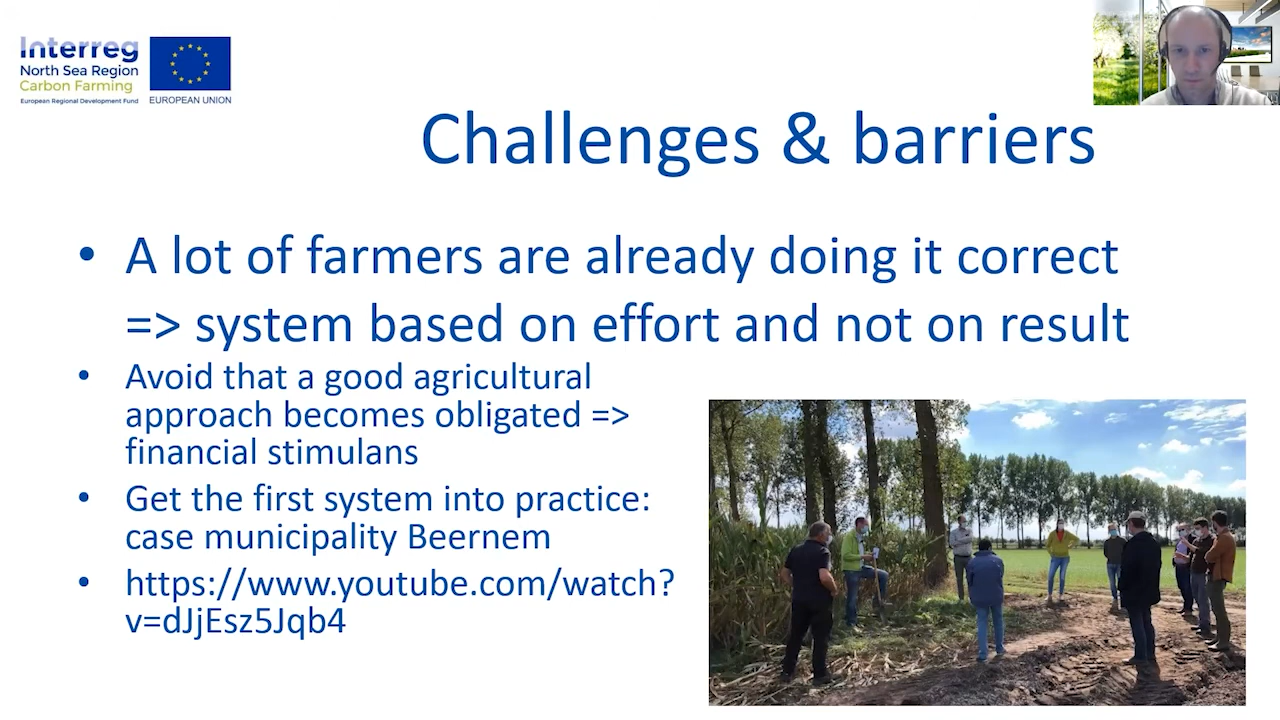 Interreg
North Sea Region
Carbon Farming
European Regional Development Fund
EUROPEAN UNION
Challenges & barriers
• A lot of farmers are already doing it correct
=> system based on effort and not on result
• Avoid that a good agricultural
approach becomes obligated =>
financial stimulans
• Get the first system into practice:
case municipality Beernem
• https://www.youtube.com/watch?
v=dJjEsz5Jqb4